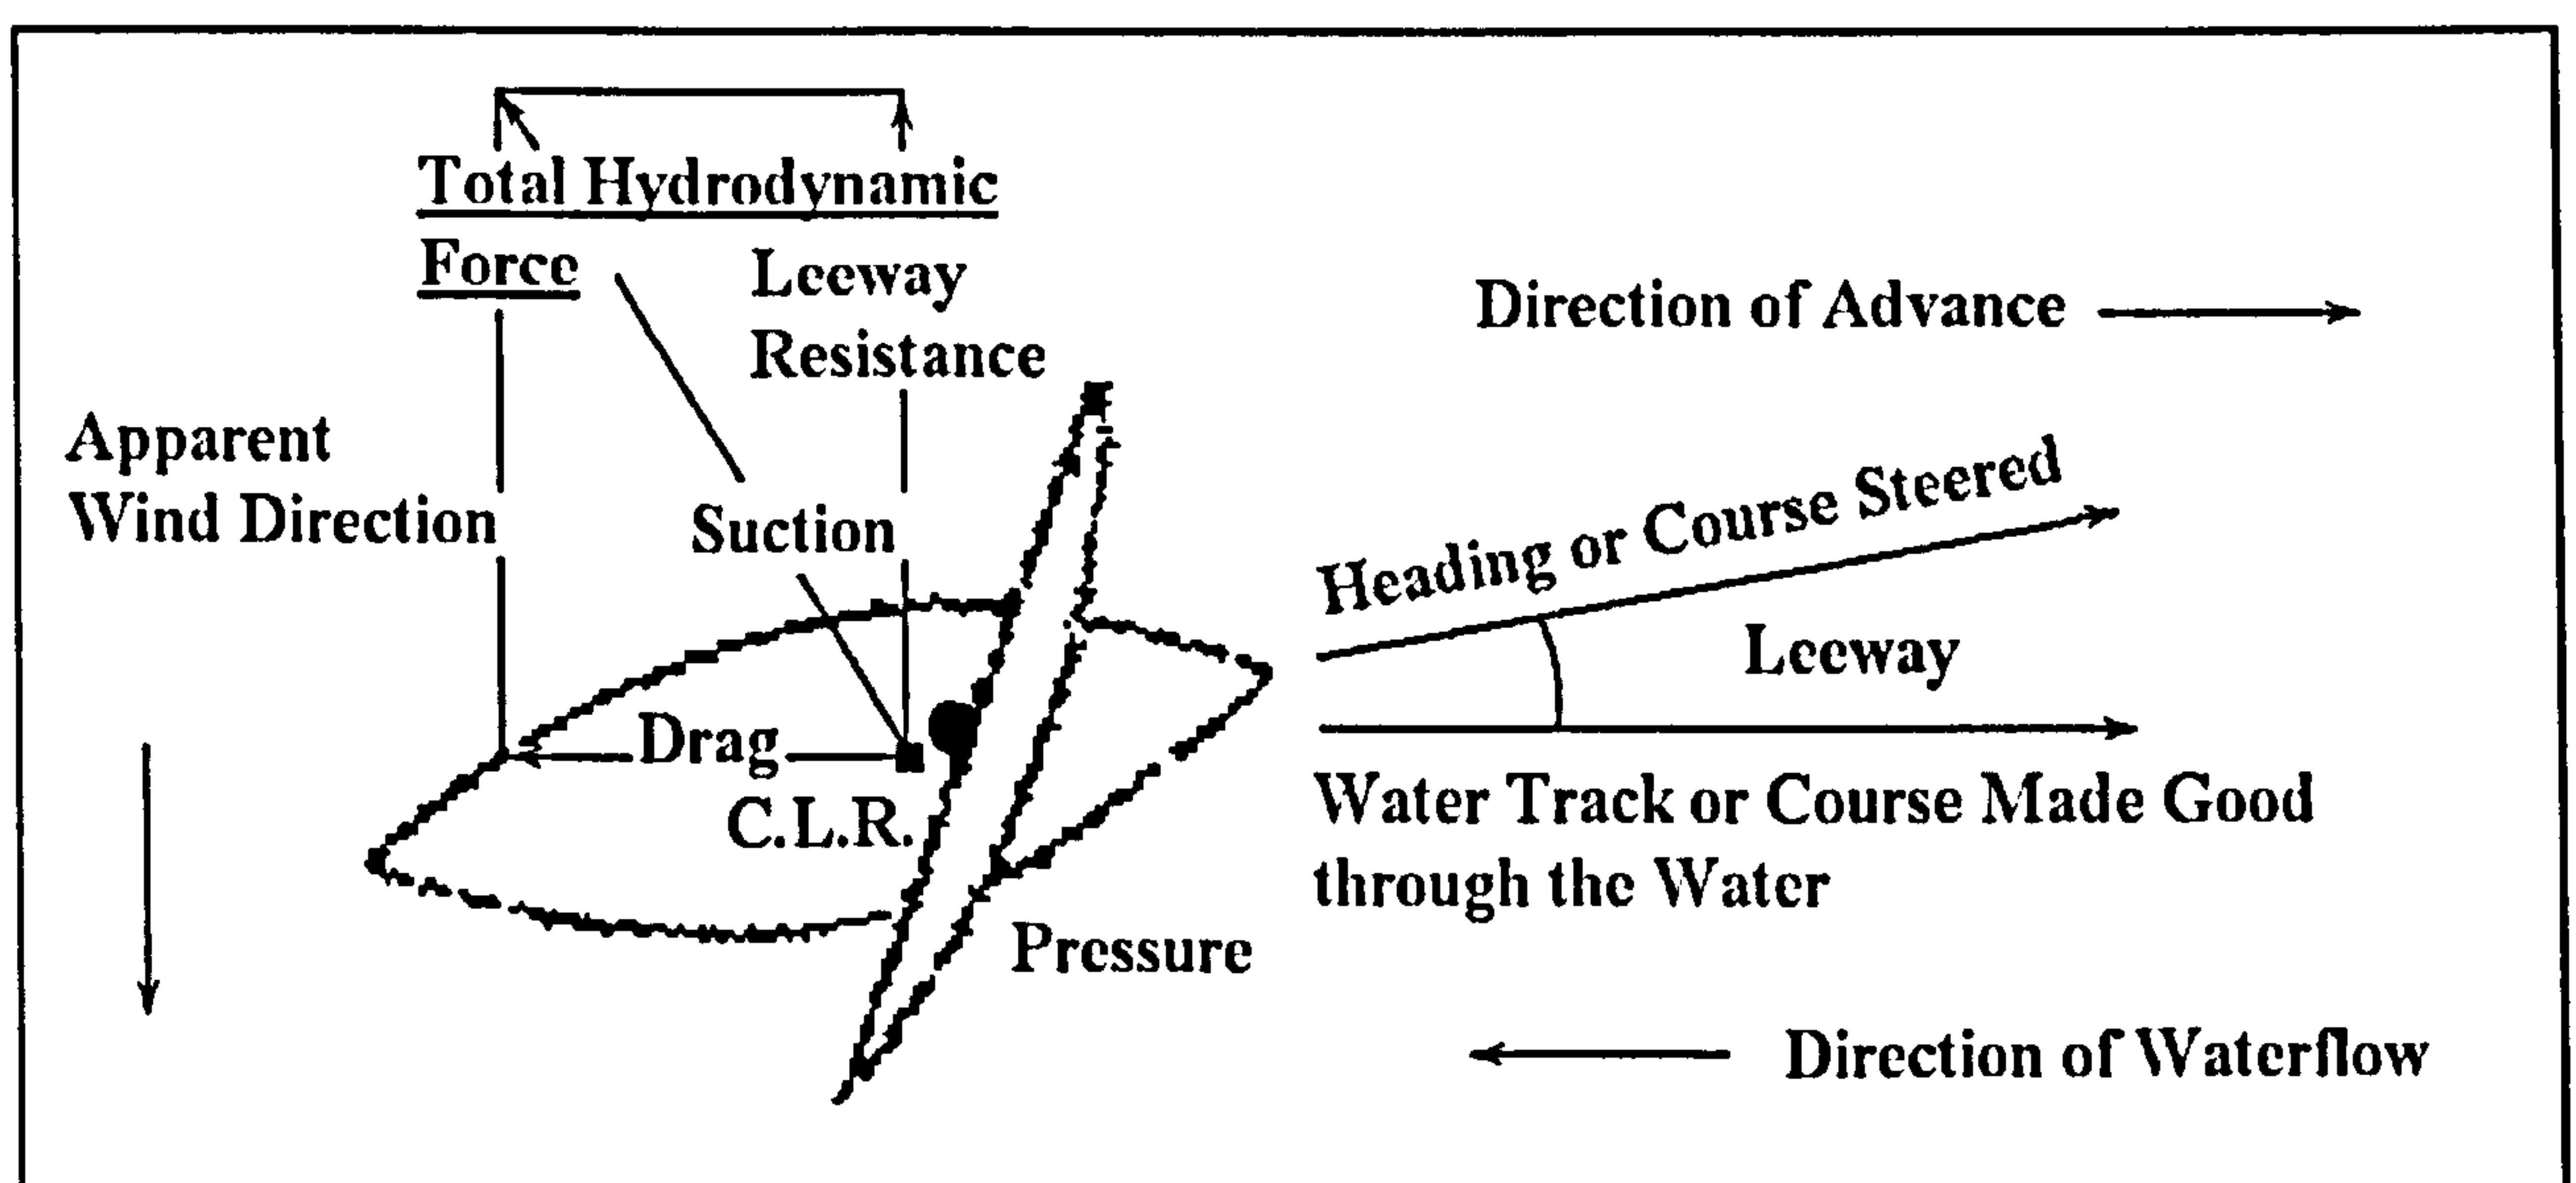 Total Hydrodynamic
Force
Leeway
Resistance
Direction of Advance
Apparent
Wind Direction
Suction
Heading or Course Steered
Leeway
Drag
C.L.R.
Water Track or Course Made Good
through the Water
Pressure
Direction of Waterflow